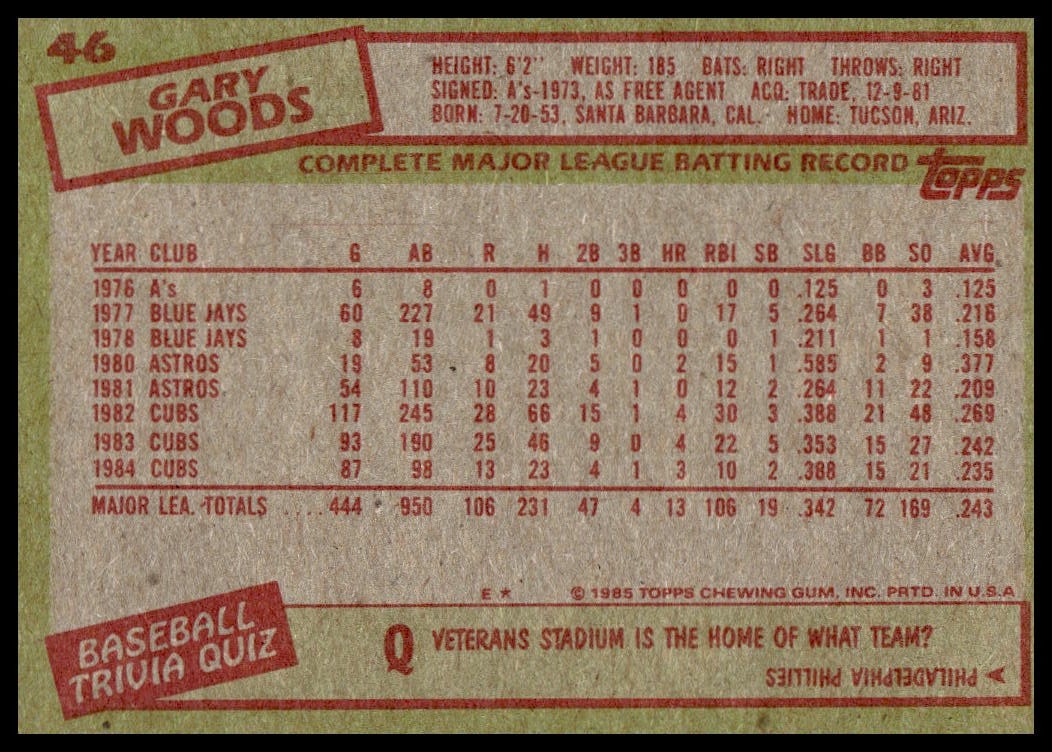 46
GARY
WOODS
HEIGHT: 6'2" WEIGHT: 185 BATS: RIGHT THROWS: RIGHT
SIGNED: A's-1973, AS FREE AGENT ACQ: TRADE, 12-9-81
BORN: 7-20-53, SANTA BARBARA, CAL. HOME: TUCSON, ARIZ.
COMPLETE MAJOR LEAGUE BATTING RECORD
TOPPS
YEAR CLUB G AB R H 2B 3B HR RBI SB SLG BB SO AVG.
1976 A's 6 8 0 1 0 0 0 0 0 .125 0 3 .125
1977 BLUE JAYS 60 227 21 49 9 1 0 17 5 .264 7 38 .216
1978 BLUE JAYS 8 19 1 3 1 0 0 0 1 .211 1 1 .158
1980 ASTROS 19 53 8 20 5 0 2 15 1 .585 2 9 .377
1981 ASTROS 54 110 10 23 4 1 0 12 2 .264 11 22 .209
1982 CUBS 117 245 28 66 15 1 4 30 3 .388 21 48 .269
1983 CUBS 93 190 25 46 9 0 4 22 5 .353 15 27 .242
1984 CUBS 87 98 13 23 4 1 3 10 2 .388 15 21 .235
MAJOR LEA. TOTALS ....444 950 106 231 47 4 13 106 19 .342 72 169 .243
E * © 1985 TOPPS CHEWING GUM, INC. PRTD. IN U.S.A
BASEBALL
TRIVIA QUIZ
Q VETERANS STADIUM IS THE HOME OF WHAT TEAM?
A PHILADELPHIA PHILLIES